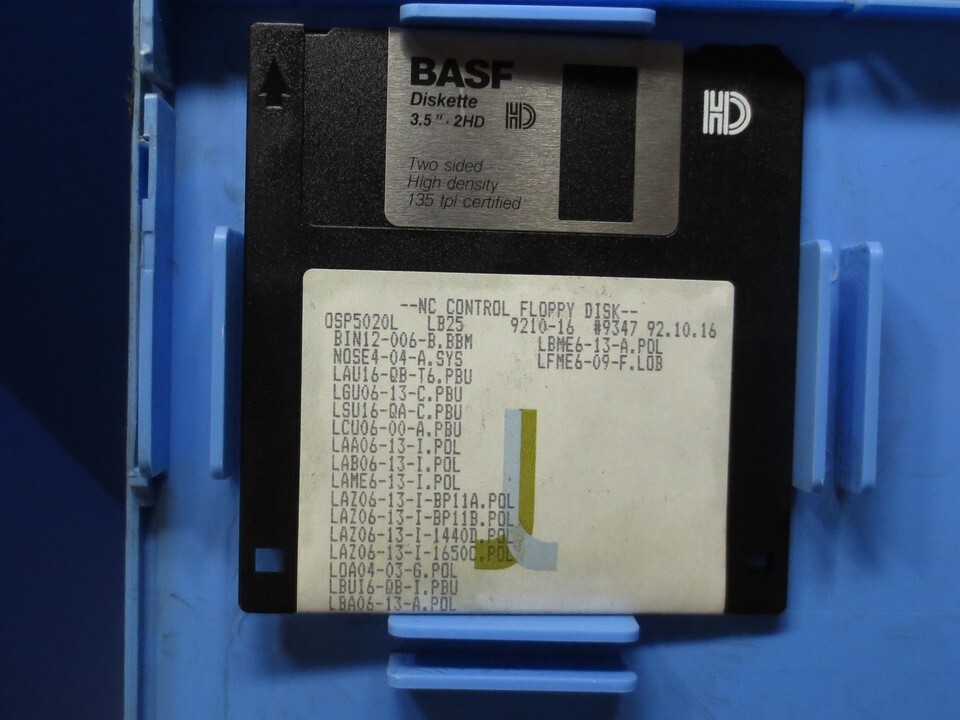 BASF
Diskette
3.5" · 2HD HD
HD
Two sided
High density
135 tpi certified
--NC CONTROL FLOPPY DISK--
OSP5020L LB25 9210-16 #9347 92.10.16
BIN12-006-B.BBM LBME6-13-A.POL
NOSE4-04-A.SYS LFME6-09-F.LOB
LAU16-QB-T6.PBU
LGU06-13-C.PBU
LSU16-QA-C.PBU
LCU06-00-A.PBU
LAA06-13-I.POL
LAB06-13-I.POL
LAME6-13-I.POL
LAZ06-13-I-BP11A.POL
LAZ06-13-I-BP11B.POL
LAZ06-13-I-1440D.POL
LAZ06-13-I-1650C.POL
LOA04-03-G.POL
LBU16-QB-I.PBU
LBA06-13-A.POL